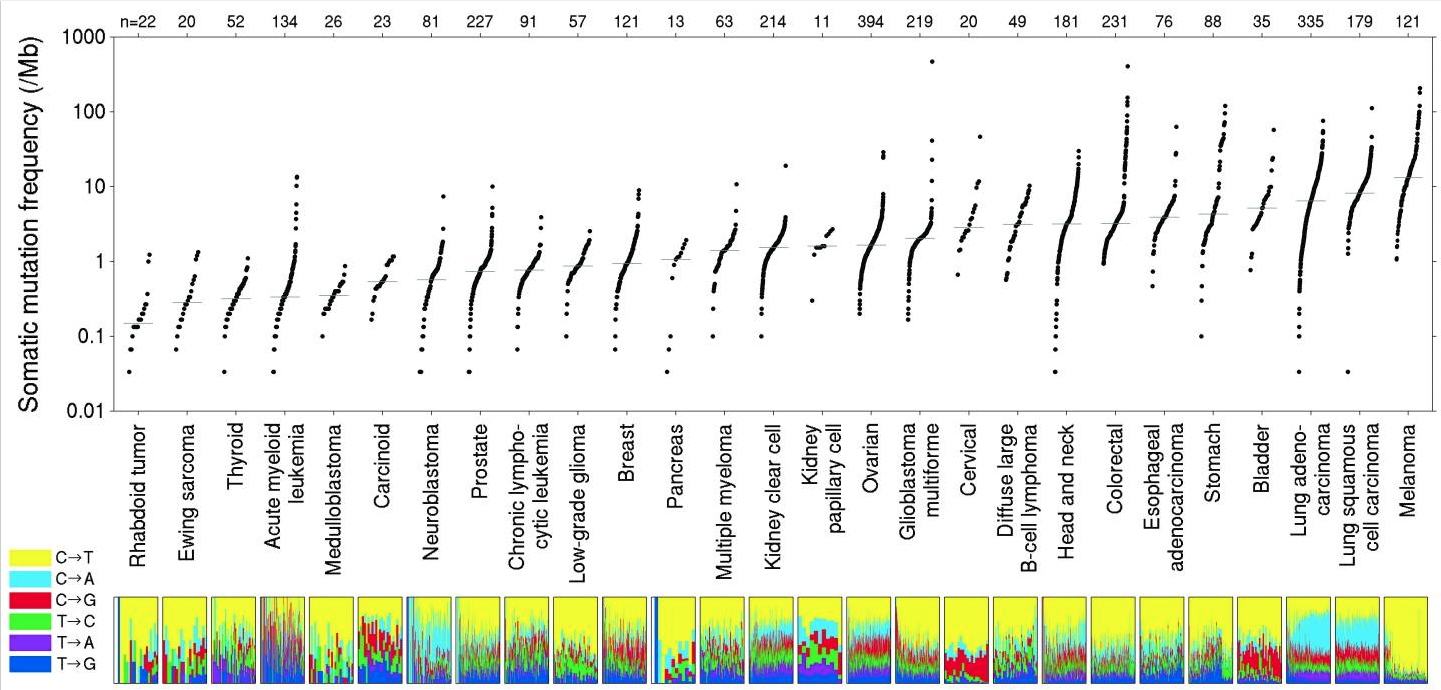 n=22 20 52 134 26 23 81 227 91 57 121 13 63 214 11 394 219 20 49 181 231 76 88 35 335 179 121
Somatic mutation frequency (/Mb)
1000
100
10
1
0.1
0.01
Rhabdoid tumor
Ewing sarcoma
Thyroid
Acute myeloid
leukemia
Medulloblastoma
Carcinoid
Neuroblastoma
Prostate
Chronic lympho-
cytic leukemia
Low-grade glioma
Breast
Pancreas
Multiple myeloma
Kidney clear cell
Kidney
papillary cell
Ovarian
Glioblastoma
multiforme
Cervical
Diffuse large
B-cell lymphoma
Head and neck
Colorectal
Esophageal
adenocarcinoma
Stomach
Bladder
Lung adeno-
carcinoma
Lung squamous
cell carcinoma
Melanoma
C→T
C→A
C→G
T→C
T→A
T→G